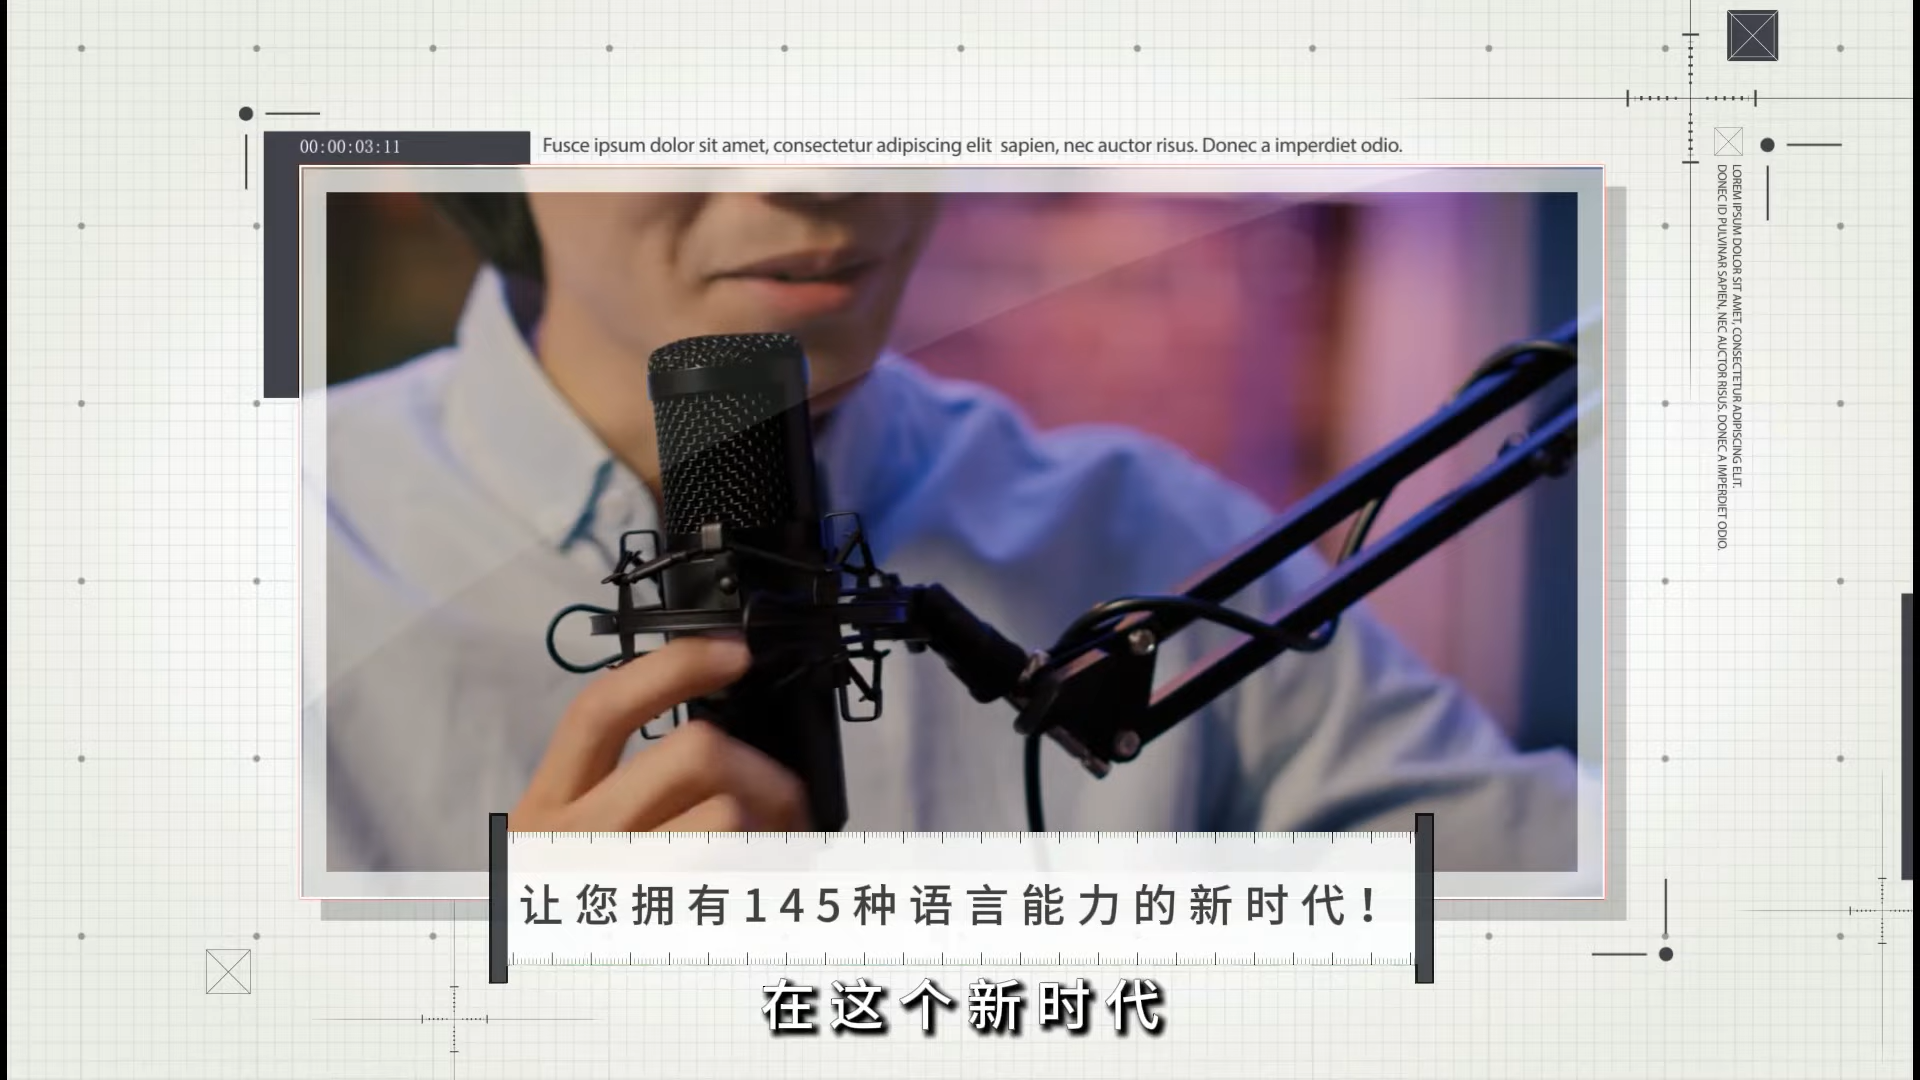 00:00:03:11
Fusce ipsum dolor sit amet, consectetur adipiscing elit sapien, nec auctor risus. Donec a imperdiet odio.
LOREM IPSUM DOLOR SIT AMET, CONSECTETUR ADIPISCING ELIT.
DONEC ID PULVINAR SAPIEN, NEC AUCTOR RISUS. DONEC A IMPERDIET ODIO.
让您拥有145种语言能力的新时代！
在这个新时代